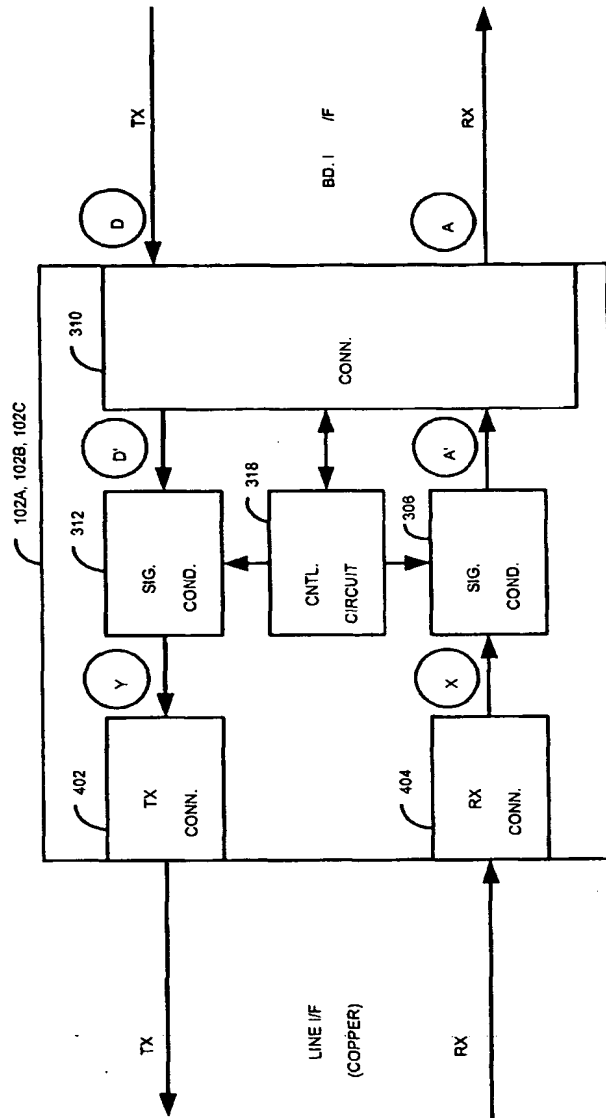 102A, 102B, 102C
TX
D
310
D'
312
Y
402
TX
CONN.
SIG.
COND.
318
CNTL.
CIRCUIT
CONN.
BD. I /F
TX
LINE I/F
(COPPER)
404
RX
CONN.
X
306
SIG.
COND.
A'
A
RX
RX